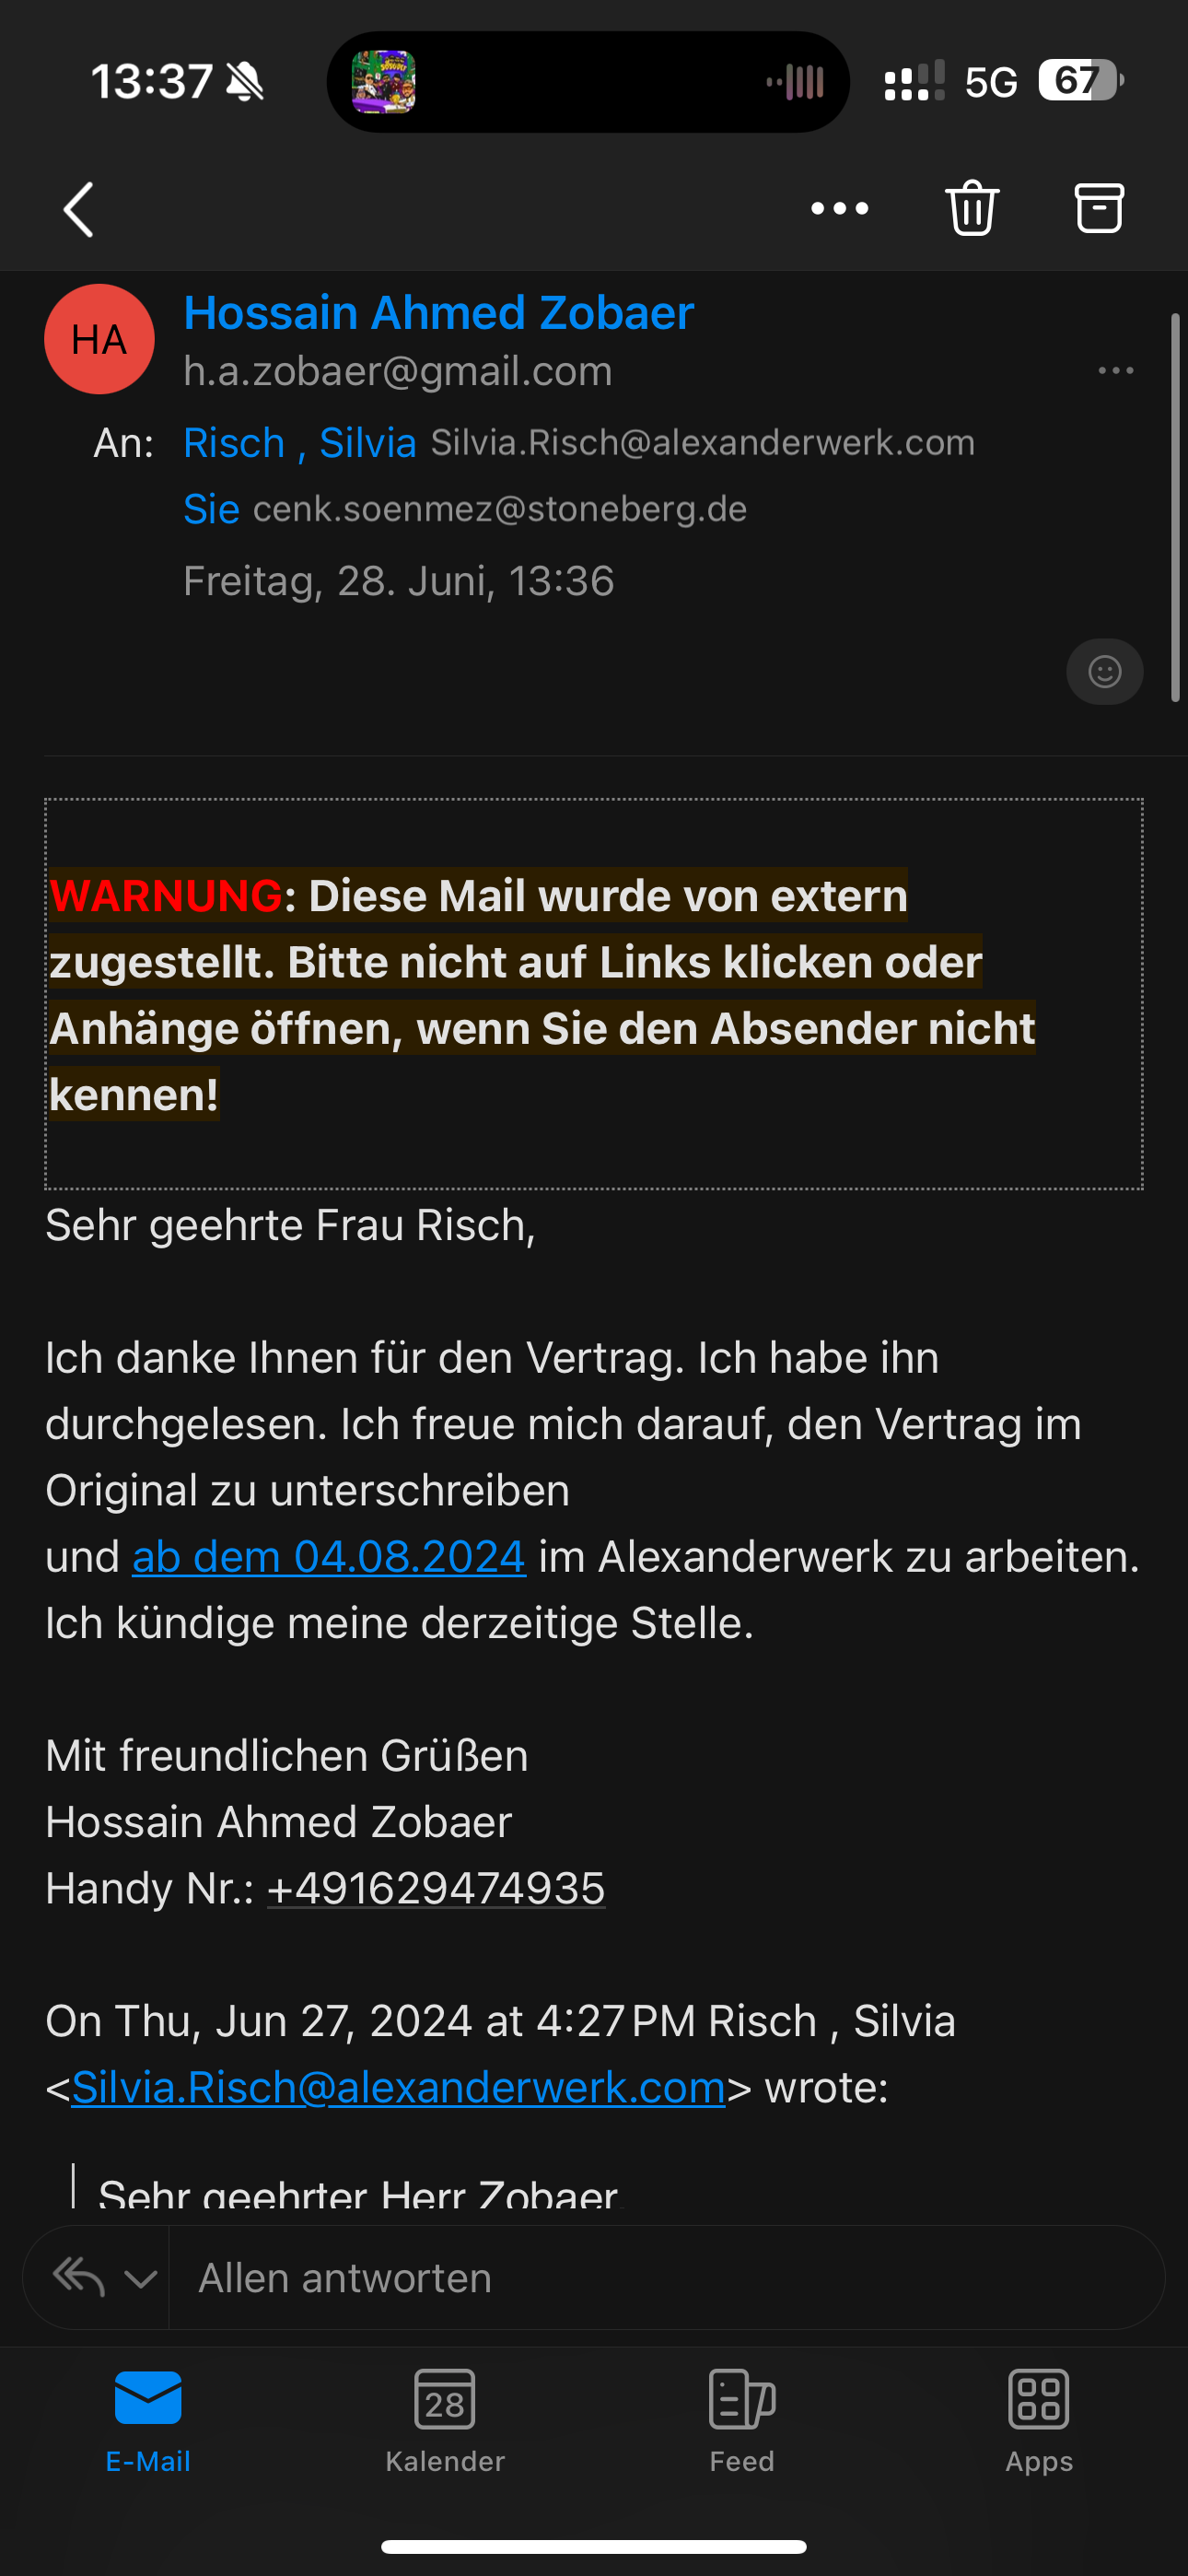 13:37
5G
67
HA
Hossain Ahmed Zobaer
h.a.zobaer@gmail.com
An: Risch , Silvia Silvia.Risch@alexanderwerk.com
Sie cenk.soenmez@stoneberg.de
Freitag, 28. Juni, 13:36
WARNUNG: Diese Mail wurde von extern
zugestellt. Bitte nicht auf Links klicken oder
Anhänge öffnen, wenn Sie den Absender nicht
kennen!
Sehr geehrte Frau Risch,
Ich danke Ihnen für den Vertrag. Ich habe ihn
durchgelesen. Ich freue mich darauf, den Vertrag im
Original zu unterschreiben
und ab dem 04.08.2024 im Alexanderwerk zu arbeiten.
Ich kündige meine derzeitige Stelle.
Mit freundlichen Grüßen
Hossain Ahmed Zobaer
Handy Nr.: +491629474935
On Thu, Jun 27, 2024 at 4:27 PM Risch , Silvia
<Silvia.Risch@alexanderwerk.com> wrote:
Sehr geehrter Herr Zobaer
Allen antworten
28
E-Mail
Kalender
Feed
Apps